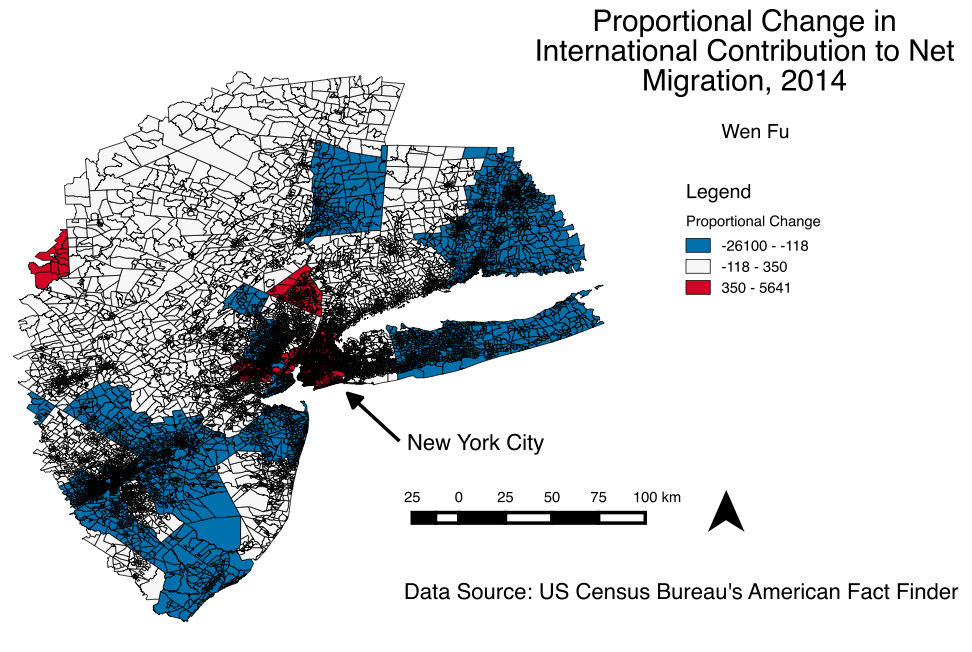 Proportional Change in
International Contribution to Net
Migration, 2014
Wen Fu
Legend
Proportional Change
-26100 - -118
-118 - 350
350 - 5641
New York City
25 0 25 50 75 100 km
Data Source: US Census Bureau's American Fact Finder